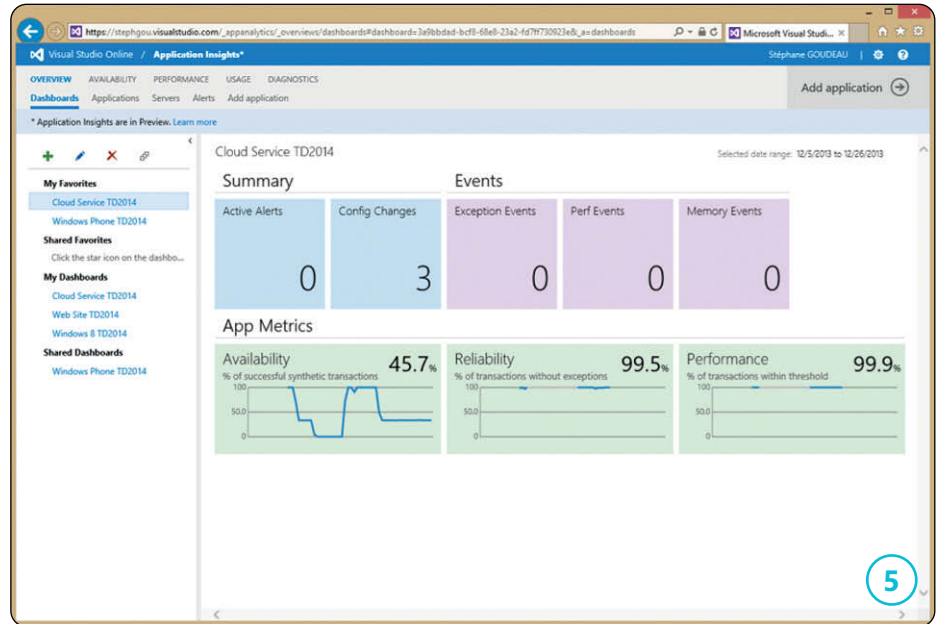 https://stephgou.visualstudio.com/_appanalytics/_overviews/dashboards#dashboard=3a9bbdad-bcf8-68e8-23a2-fd7ff730923e&_a=dashboards
Microsoft Visual Studi...
Visual Studio Online / Application Insights*
Stéphane GOUDEAU
OVERVIEW AVAILABILITY PERFORMANCE USAGE DIAGNOSTICS
Dashboards Applications Servers Alerts Add application
Add application
* Application Insights are in Preview. Learn more
My Favorites
Cloud Service TD2014
Windows Phone TD2014
Shared Favorites
Click the star icon on the dashbo...
My Dashboards
Cloud Service TD2014
Web Site TD2014
Windows 8 TD2014
Shared Dashboards
Windows Phone TD2014
Cloud Service TD2014
Selected date range: 12/5/2013 to 12/26/2013
Summary
Active Alerts
0
Config Changes
3
Events
Exception Events
0
Perf Events
0
Memory Events
0
App Metrics
Availability 45.7%
% of successful synthetic transactions
100
50.0
0
Reliability 99.5%
% of transactions without exceptions
100
50.0
0
Performance 99.9%
% of transactions within threshold
100
50.0
0
5